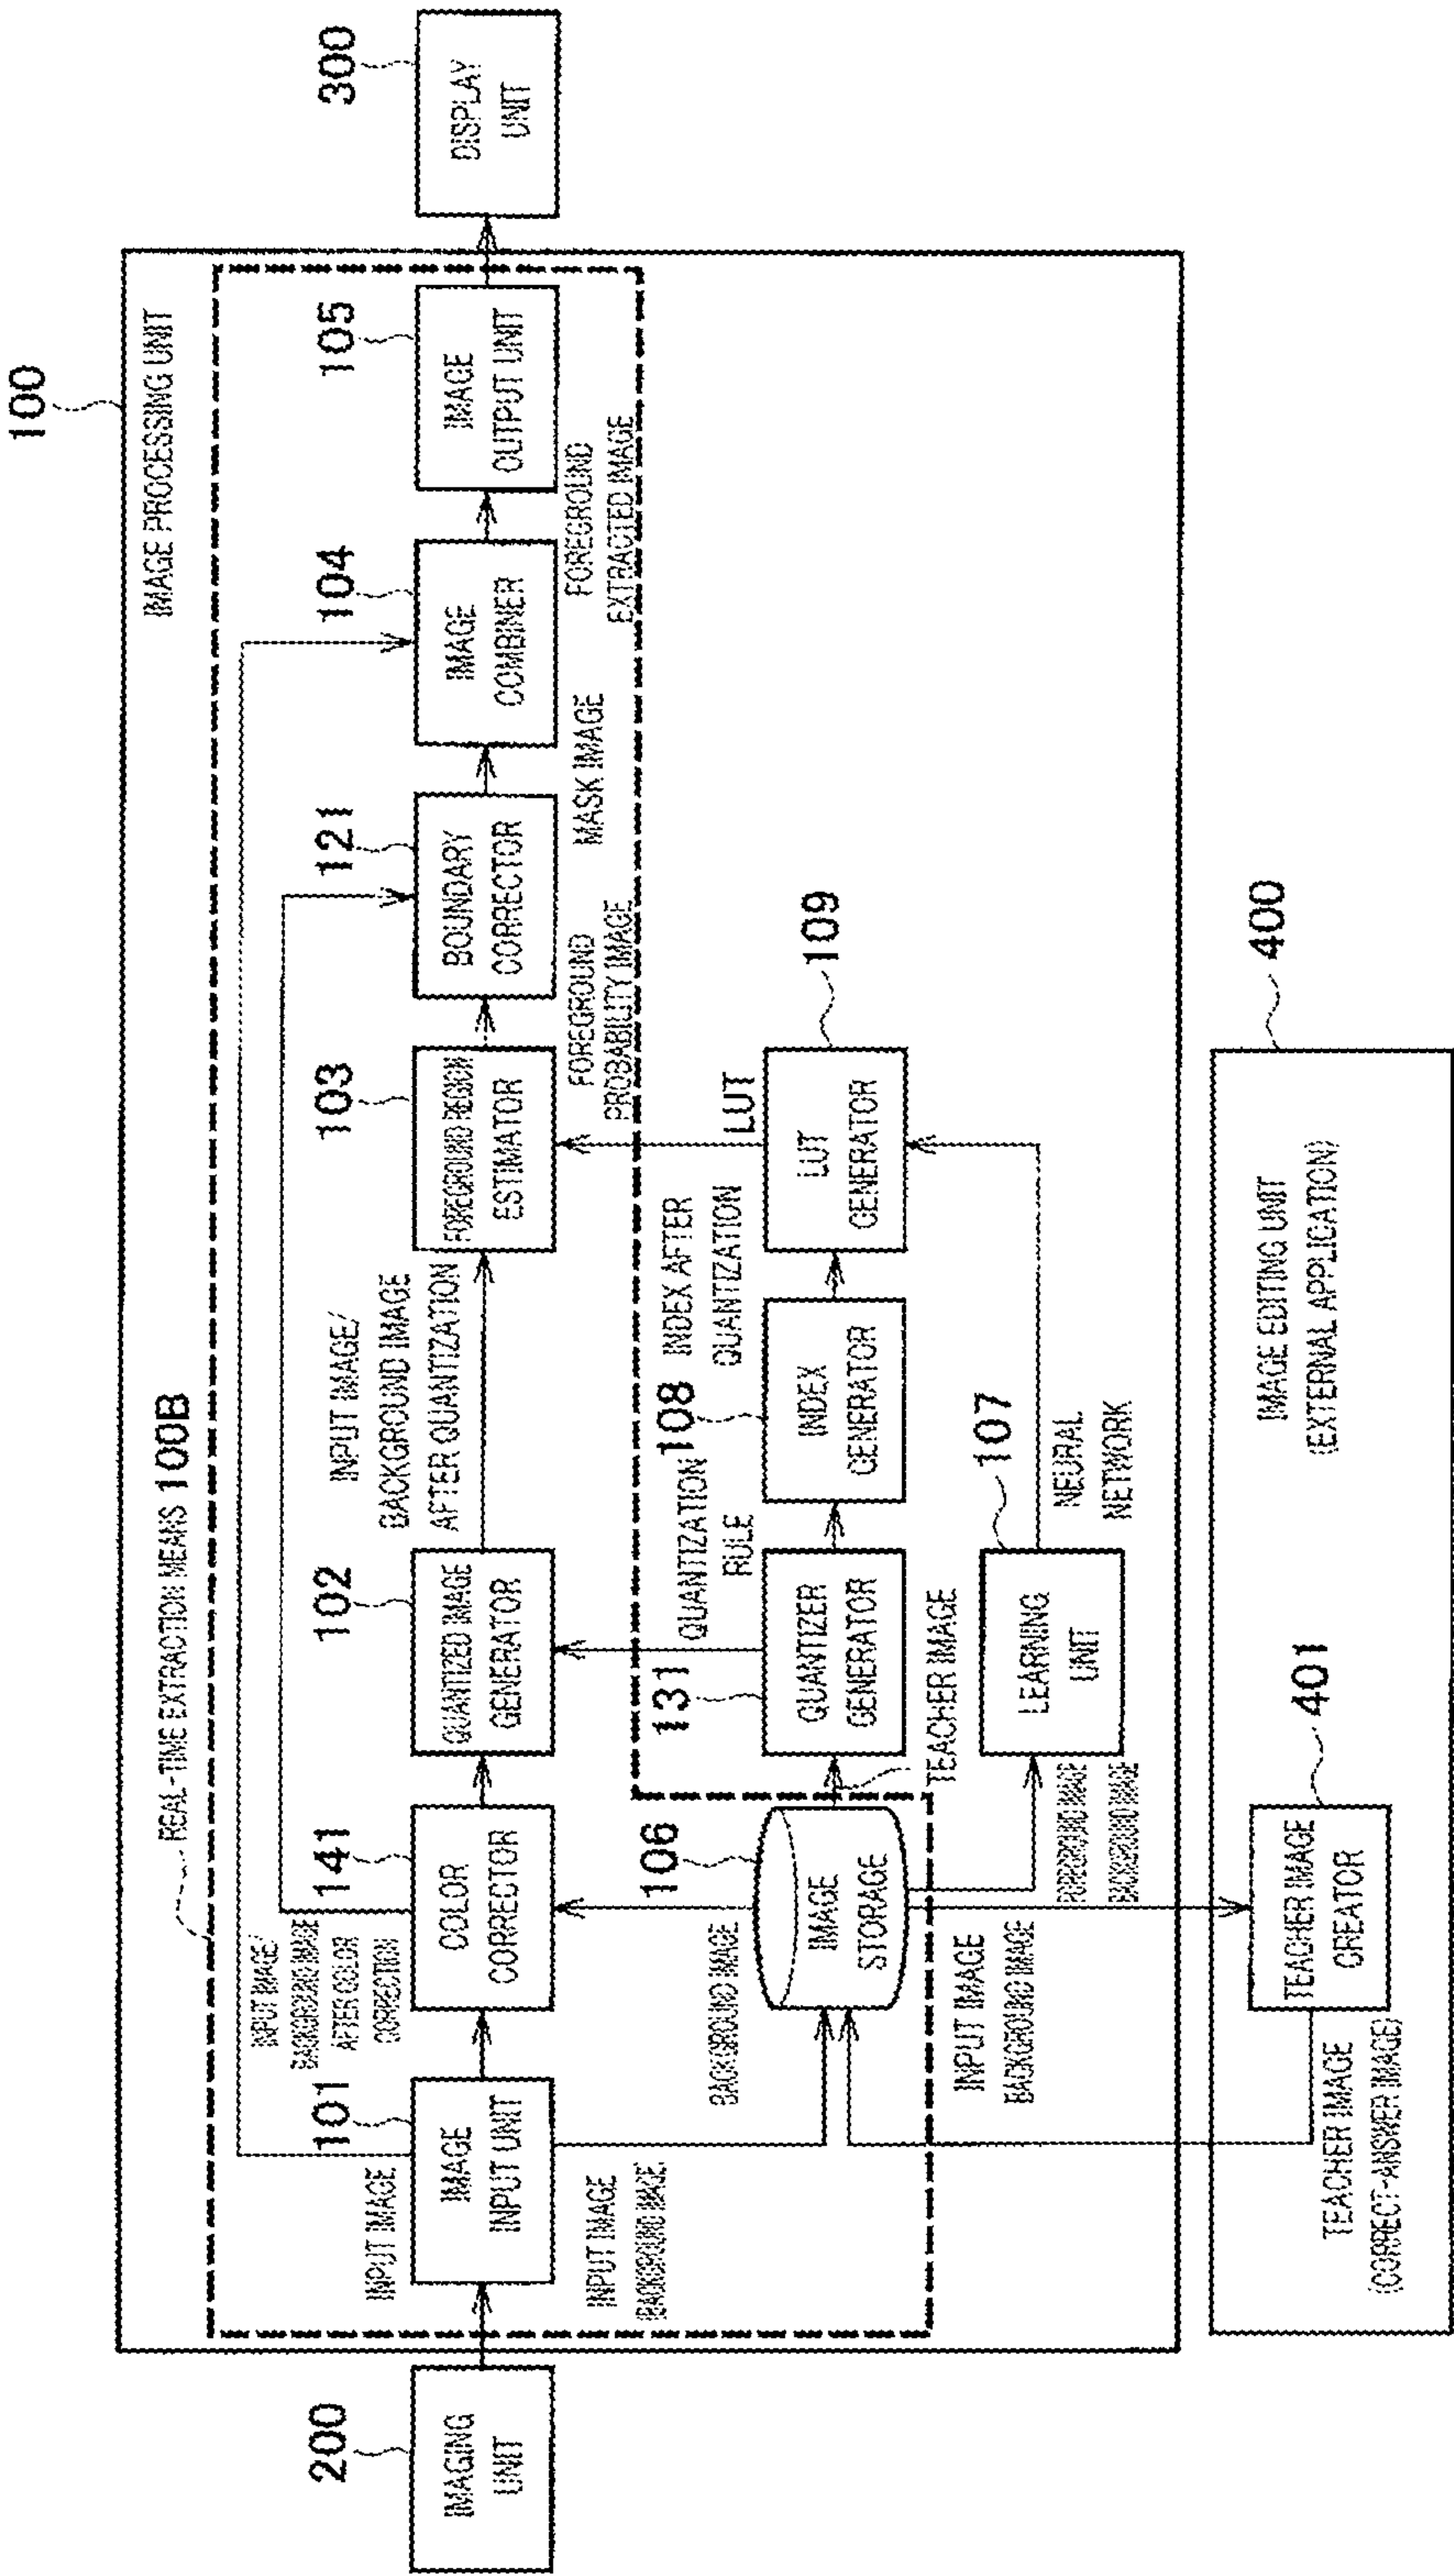 100
IMAGE PROCESSING UNIT
REAL-TIME EXTRACTION MEANS 100B
200
IMAGING
UNIT
INPUT IMAGE
101
IMAGE
INPUT UNIT
INPUT IMAGE
(BACKGROUND IMAGE)
INPUT IMAGE/
BACKGROUND IMAGE
AFTER COLOR
CORRECTION
141
COLOR
CORRECTOR
102
QUANTIZED IMAGE
GENERATOR
INPUT IMAGE/
BACKGROUND IMAGE
AFTER QUANTIZATION
103
FOREGROUND REGION
ESTIMATOR
FOREGROUND
PROBABILITY IMAGE
121
BOUNDARY
CORRECTOR
MASK IMAGE
104
IMAGE
COMBINER
FOREGROUND
EXTRACTED IMAGE
105
IMAGE
OUTPUT UNIT
300
DISPLAY
UNIT
BACKGROUND IMAGE
106
IMAGE
STORAGE
TEACHER IMAGE
131
QUANTIZER
GENERATOR
QUANTIZATION
RULE
108
INDEX
GENERATOR
INDEX AFTER
QUANTIZATION
LUT
109
LUT
GENERATOR
INPUT IMAGE
BACKGROUND IMAGE
FOREGROUND IMAGE
BACKGROUND IMAGE
107
LEARNING
UNIT
NEURAL
NETWORK
400
IMAGE EDITING UNIT
(EXTERNAL APPLICATION)
401
TEACHER IMAGE
CREATOR
TEACHER IMAGE
(CORRECT-ANSWER IMAGE)